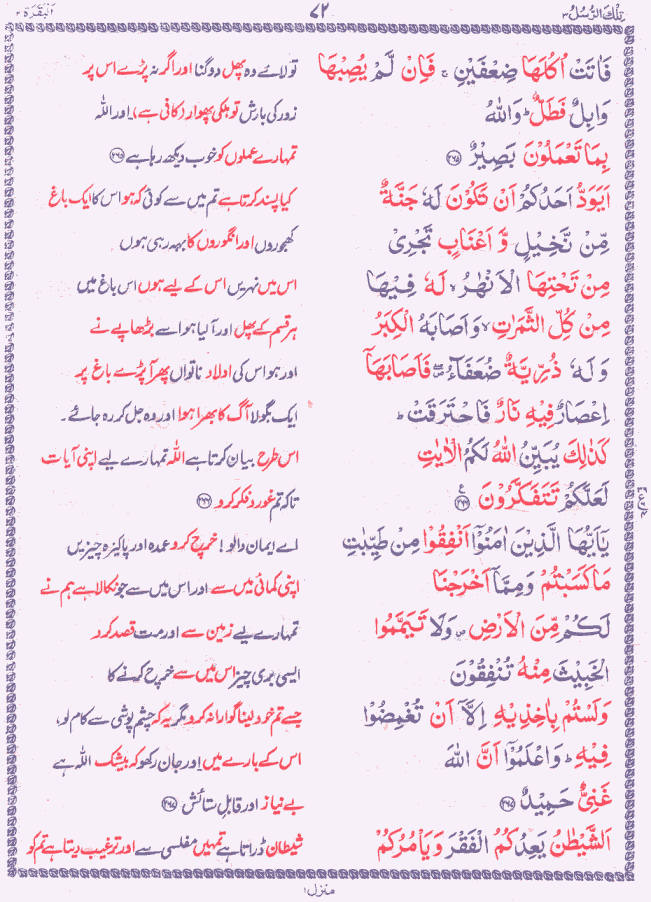 تِلْكَ الرُّسُلُ ۳ ۷۲ اَلْبَقَرَة ۲
فَاٰتَتْ اُكُلَهَا ضِعْفَيْنِ ۚ فَاِنْ لَّمْ يُصِبْهَا تو لائے وہ پھل دوگنا اور اگر نہ پڑے اس پر
وَابِلٌ فَطَلٌّ ؕ وَاللّٰهُ زور کی بارش تو ہلکی پھوار (کافی ہے)، اور اللہ
بِمَا تَعْمَلُوْنَ بَصِيْرٌ ﴿۲۶۵﴾ تمہارے عملوں کو خوب دیکھ رہا ہے ﴿۲۶۵﴾
اَيَوَدُّ اَحَدُكُمْ اَنْ تَكُوْنَ لَهٗ جَنَّةٌ کیا پسند کرتا ہے تم میں سے کوئی کہ ہو اس کا ایک باغ
مِّنْ نَّخِيْلٍ وَّ اَعْنَابٍ تَجْرِيْ کھجوروں اور انگوروں کا بہہ رہی ہوں
مِنْ تَحْتِهَا الْاَنْهٰرُ ۙ لَهٗ فِيْهَا اس میں نہریں اس کے لیے ہوں اس باغ میں
مِنْ كُلِّ الثَّمَرٰتِ ۙ وَاَصَابَهُ الْكِبَرُ ہر قسم کے پھل اور آ لیا ہو اسے بڑھاپے نے
وَلَهٗ ذُرِّيَّةٌ ضُعَفَآءُ ۖ فَاَصَابَهَاۤ اور ہو اس کی اولاد ناتواں پھر آ پڑے باغ پر
اِعْصَارٌ فِيْهِ نَارٌ فَاحْتَرَقَتْ ؕ ایک بگولا آگ کا بھرا ہوا اور وہ جل کر رہ جائے۔
كَذٰلِكَ يُبَيِّنُ اللّٰهُ لَكُمُ الْاٰيٰتِ اس طرح بیان کرتا ہے اللہ تمہارے لیے اپنی آیات
لَعَلَّكُمْ تَتَفَكَّرُوْنَ ﴿۲۶۶﴾ تاکہ تم غور و فکر کرو ﴿۲۶۶﴾
يٰۤاَيُّهَا الَّذِيْنَ اٰمَنُوْۤا اَنْفِقُوْا مِنْ طَيِّبٰتِ اے ایمان والو! خرچ کرو عمدہ اور پاکیزہ چیزیں
مَا كَسَبْتُمْ وَمِمَّاۤ اَخْرَجْنَا اپنی کمائی میں سے اور اس میں سے جو نکالا ہے ہم نے
لَكُمْ مِّنَ الْاَرْضِ ۪ وَلَا تَيَمَّمُوا تمہارے لیے زمین سے اور مت قصد کرو
الْخَبِيْثَ مِنْهُ تُنْفِقُوْنَ ایسی بری چیز اس میں سے خرچ کرنے کا
وَلَسْتُمْ بِاٰخِذِيْهِ اِلَّاۤ اَنْ تُغْمِضُوْا جسے تم خود لینا گوارا نہ کرو مگر یہ کہ چشم پوشی سے کام لو،
فِيْهِ ؕ وَاعْلَمُوْۤا اَنَّ اللّٰهَ اس کے بارے میں اور جان رکھو کہ بیشک اللہ ہے
غَنِيٌّ حَمِيْدٌ ﴿۲۶۷﴾ بے نیاز اور قابلِ ستائش ﴿۲۶۷﴾
اَلشَّيْطٰنُ يَعِدُكُمُ الْفَقْرَ وَيَاْمُرُكُمْ شیطان ڈراتا ہے تمہیں مفلسی سے اور ترغیب دیتا ہے تم کو
منزل ۱